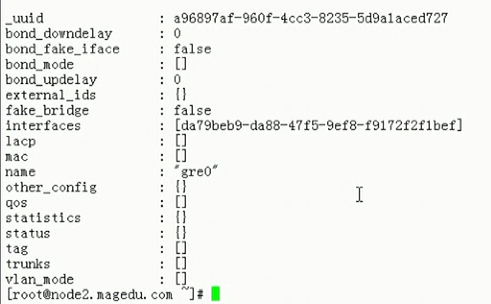 _uuid               : a96897af-960f-4cc3-8235-5d9a1aced727
bond_downdelay      : 0
bond_fake_iface     : false
bond_mode           : []
bond_updelay        : 0
external_ids        : {}
fake_bridge         : false
interfaces          : [da79beb9-da88-47f5-9ef8-f9172f2f1bef]
lacp                : []
mac                 : []
name                : "gre0"
other_config        : {}
qos                 : []
statistics          : {}
status              : {}
tag                 : []
trunks              : []
vlan_mode           : []
[root@node2.magedu.com ~]#